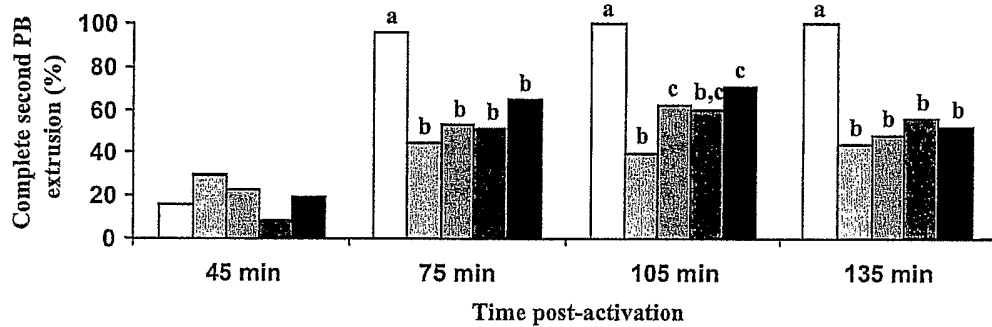 Complete second PB
extrusion (%)
100
80
60
40
20
0
a
b
b
b
b
a
b
c
b,c
c
a
b
b
b
b
45 min
75 min
105 min
135 min
Time post-activation